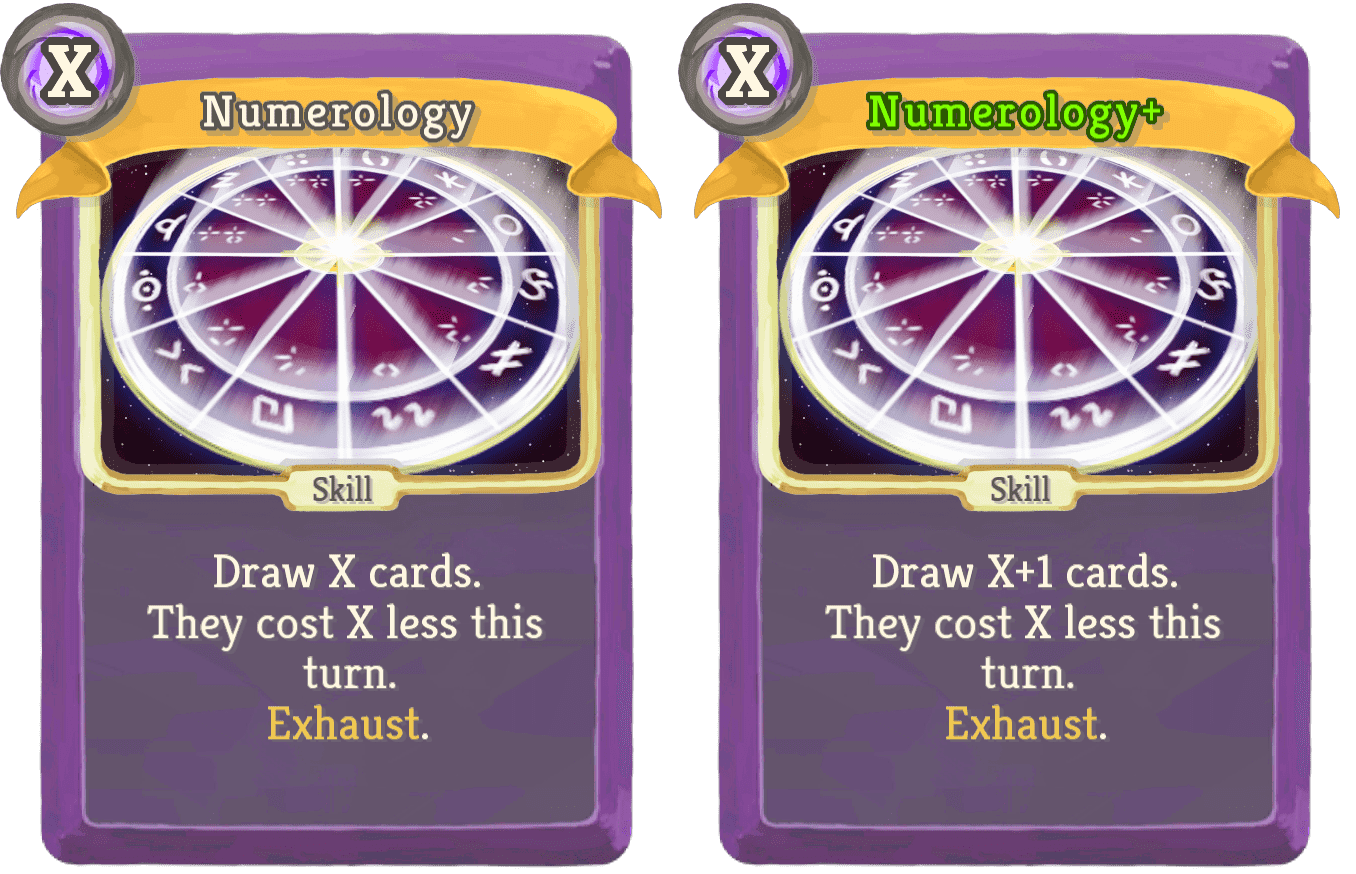 X
Numerology
Skill
Draw X cards.
They cost X less this
turn.
Exhaust.
X
Numerology+
Skill
Draw X+1 cards.
They cost X less this
turn.
Exhaust.